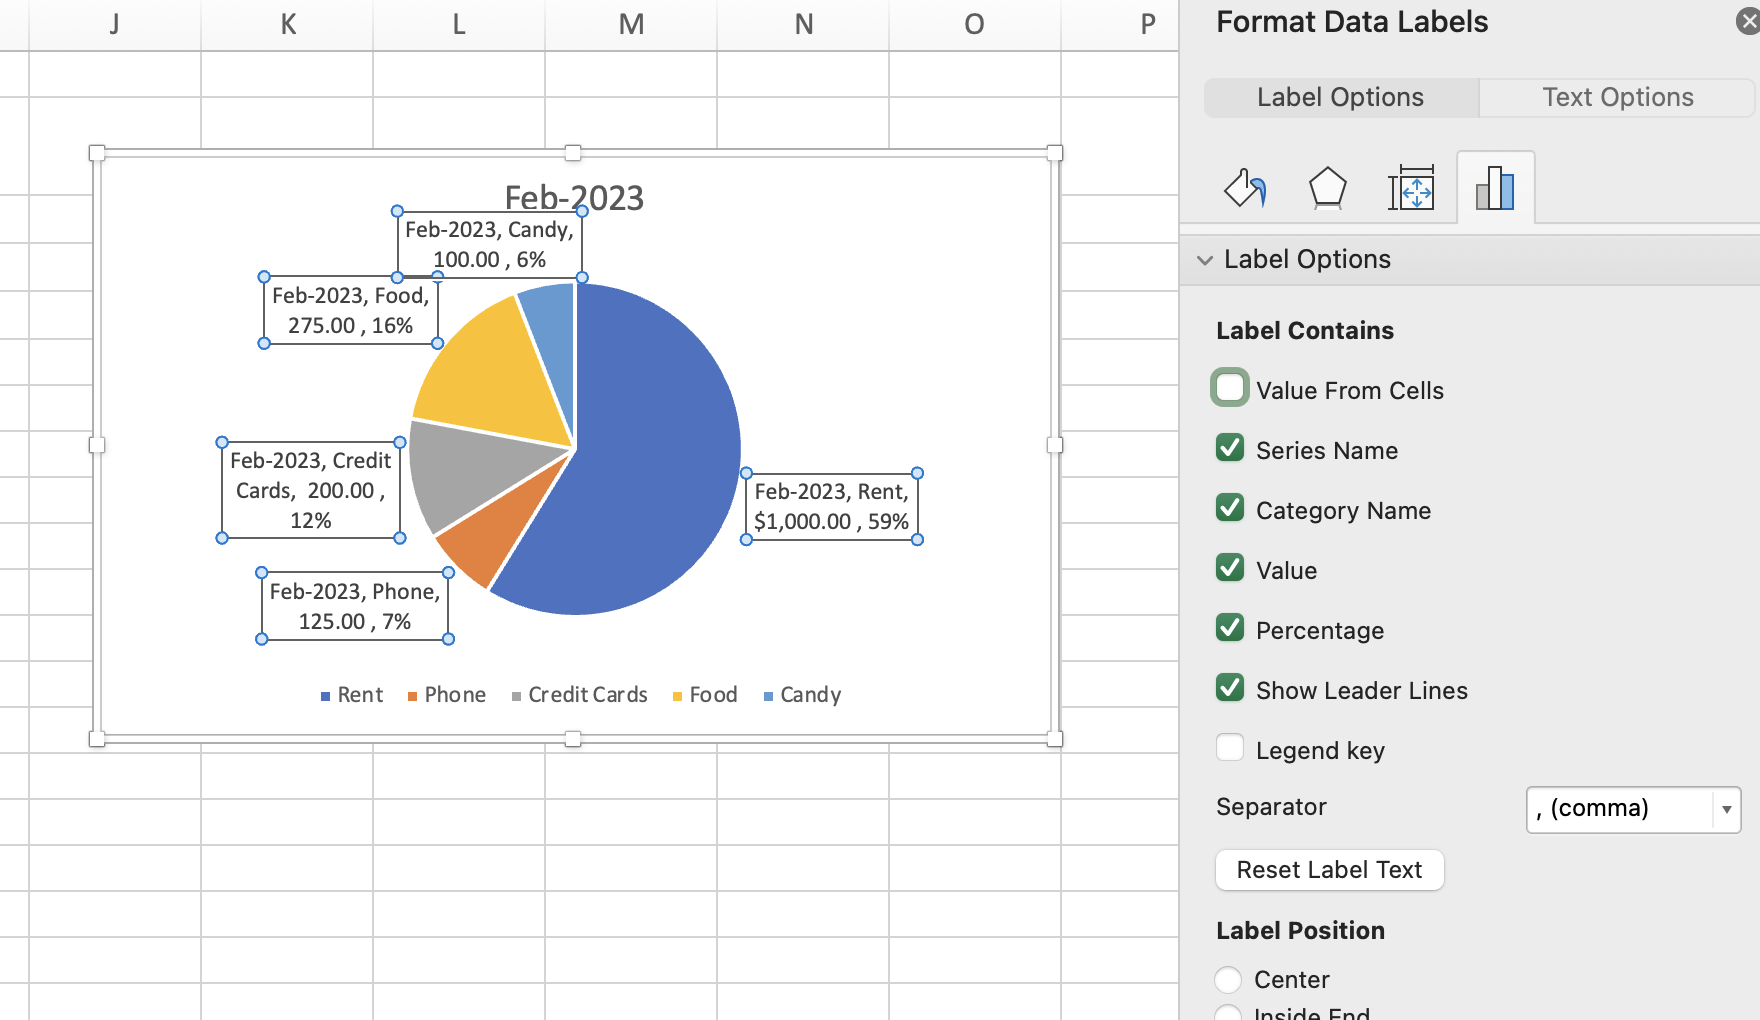 J K L M N O P
Feb-2023
Feb-2023, Candy,
100.00 , 6%
Feb-2023, Food,
275.00 , 16%
Feb-2023, Credit
Cards,  200.00 ,
12%
Feb-2023, Rent,
$1,000.00 , 59%
Feb-2023, Phone,
125.00 , 7%
Rent Phone Credit Cards Food Candy
Format Data Labels
Label Options Text Options
Label Options
Label Contains
Value From Cells
Series Name
Category Name
Value
Percentage
Show Leader Lines
Legend key
Separator , (comma)
Reset Label Text
Label Position
Center
Inside End